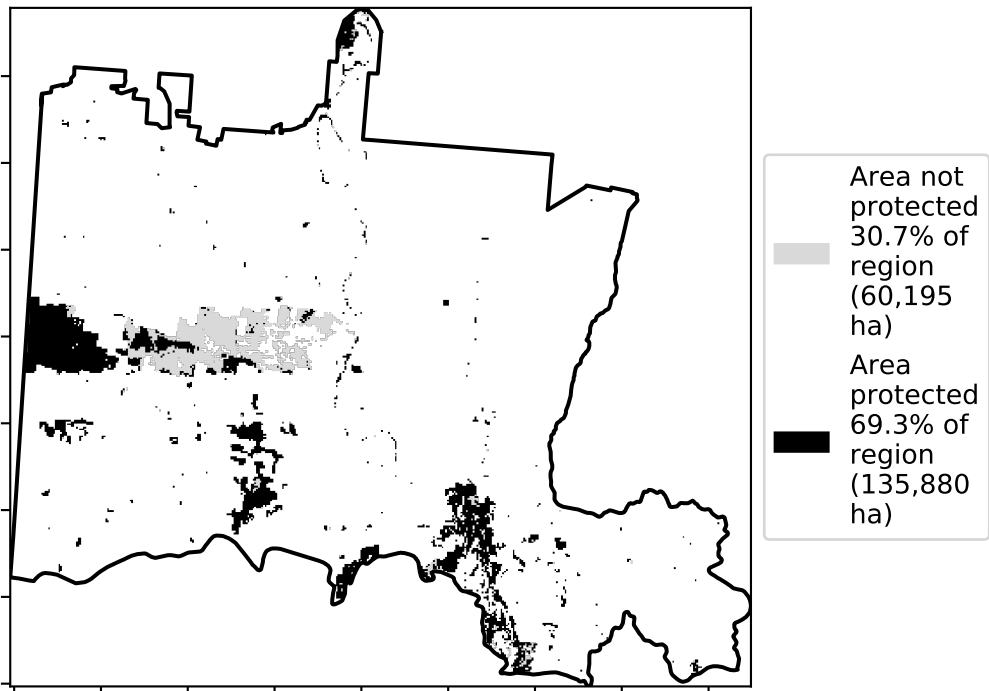 Area not
protected
30.7% of
region
(60,195
ha)
Area
protected
69.3% of
region
(135,880
ha)